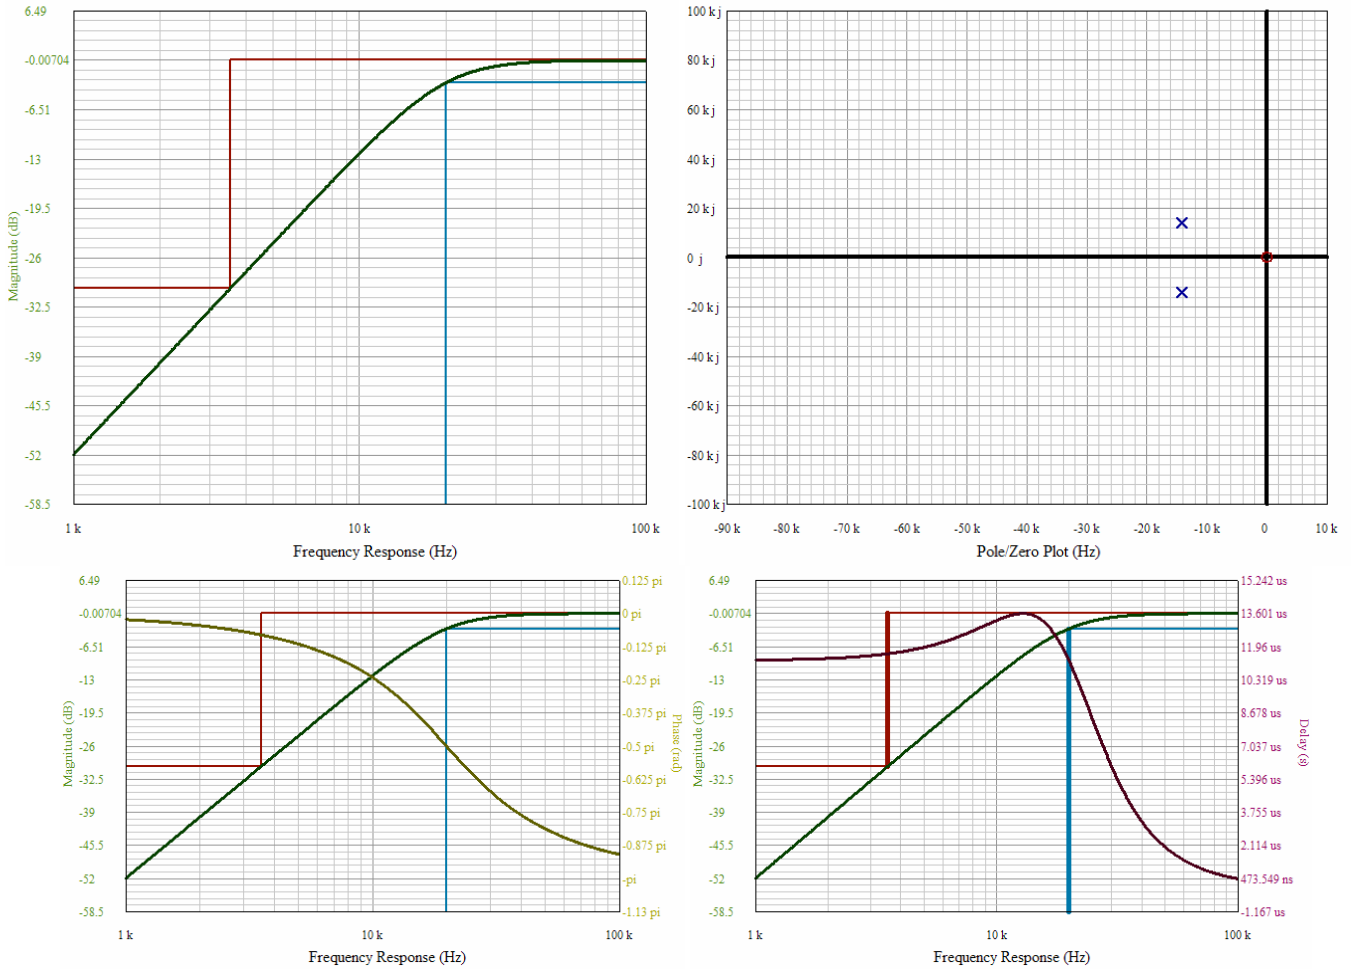 6.49
-0.00704
-6.51
-13
-19.5
-26
-32.5
-39
-45.5
-52
-58.5
Magnitude (dB)
1 k
10 k
100 k
Frequency Response (Hz)
100 k j
80 k j
60 k j
40 k j
20 k j
0 j
-20 k j
-40 k j
-60 k j
-80 k j
-100 k j
-90 k
-80 k
-70 k
-60 k
-50 k
-40 k
-30 k
-20 k
-10 k
0
10 k
Pole/Zero Plot (Hz)
6.49
-0.00704
-6.51
-13
-19.5
-26
-32.5
-39
-45.5
-52
-58.5
Magnitude (dB)
0.125 pi
0 pi
-0.125 pi
-0.25 pi
-0.375 pi
-0.5 pi
-0.625 pi
-0.75 pi
-0.875 pi
-pi
-1.13 pi
Phase (rad)
1 k
10 k
100 k
Frequency Response (Hz)
6.49
-0.00704
-6.51
-13
-19.5
-26
-32.5
-39
-45.5
-52
-58.5
Magnitude (dB)
15.242 us
13.601 us
11.96 us
10.319 us
8.678 us
7.037 us
5.396 us
3.755 us
2.114 us
473.549 ns
-1.167 us
Delay (s)
1 k
10 k
100 k
Frequency Response (Hz)